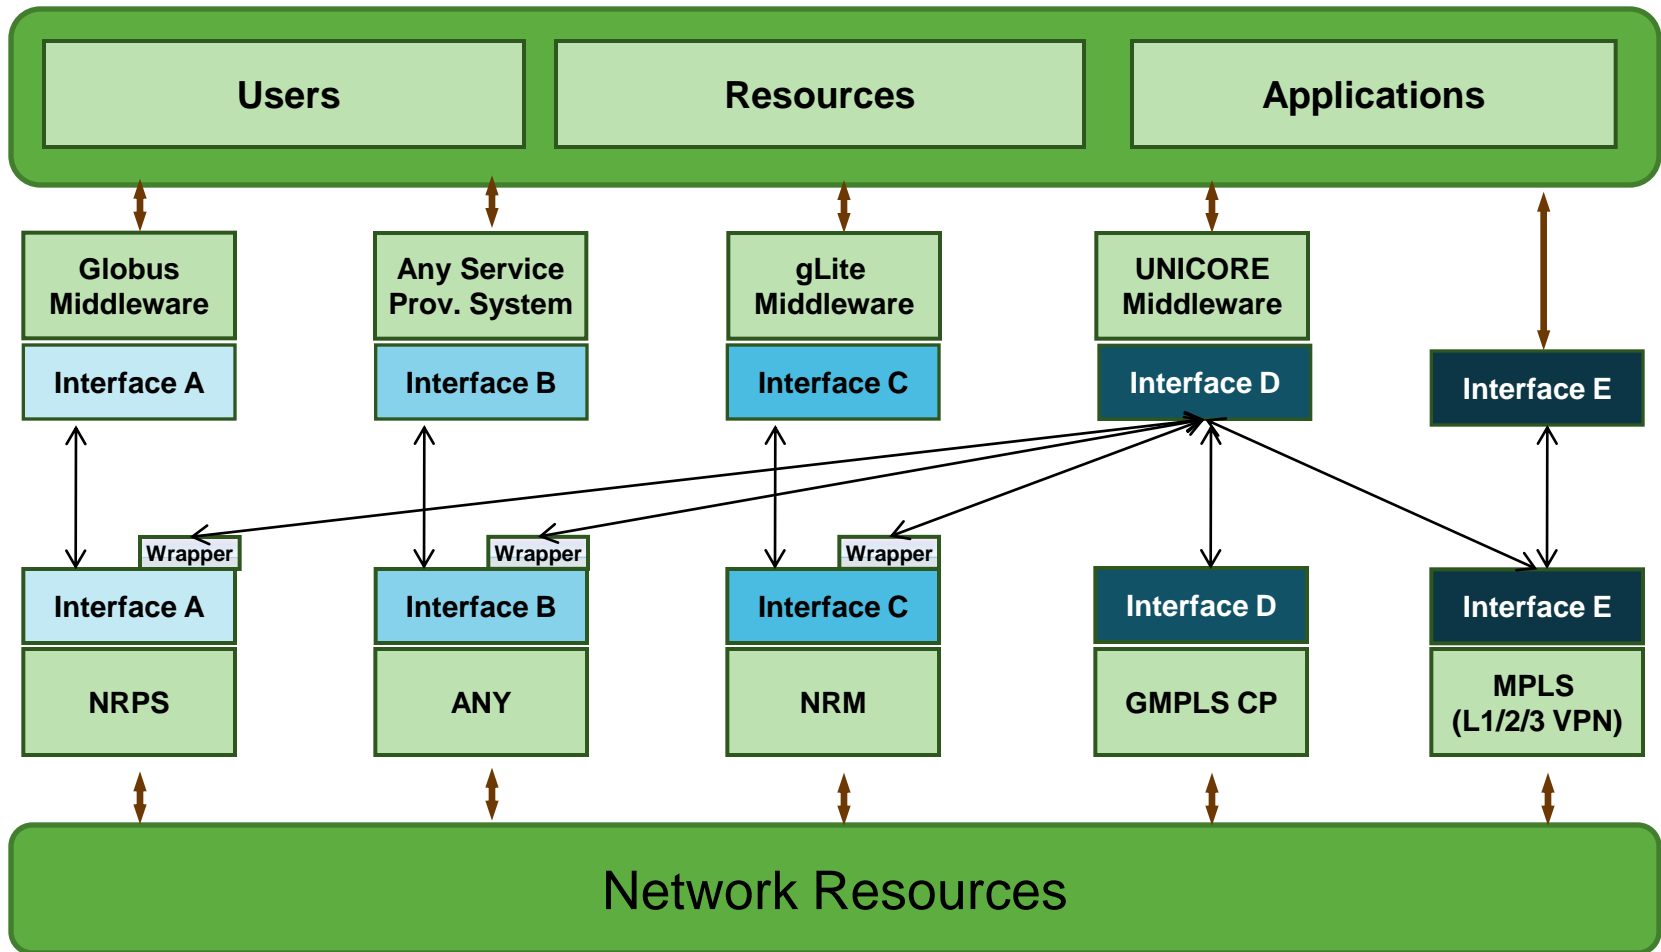 Users
Resources
Applications
Globus
Middleware
Any Service
Prov. System
gLite
Middleware
UNICORE
Middleware
Interface A
Interface B
Interface C
Interface D
Interface E
Wrapper
Wrapper
Wrapper
Interface A
Interface B
Interface C
Interface D
Interface E
NRPS
ANY
NRM
GMPLS CP
MPLS
(L1/2/3 VPN)
Network Resources